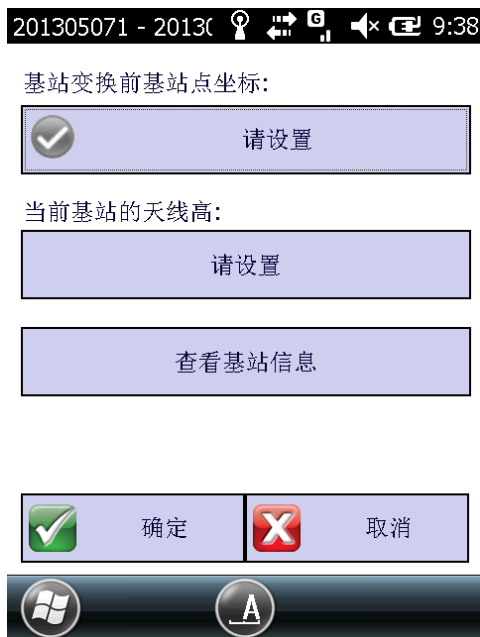 201305071 - 2013( G 9:38
基站变换前基站点坐标:
请设置
当前基站的天线高:
请设置
查看基站信息
确定 取消
A